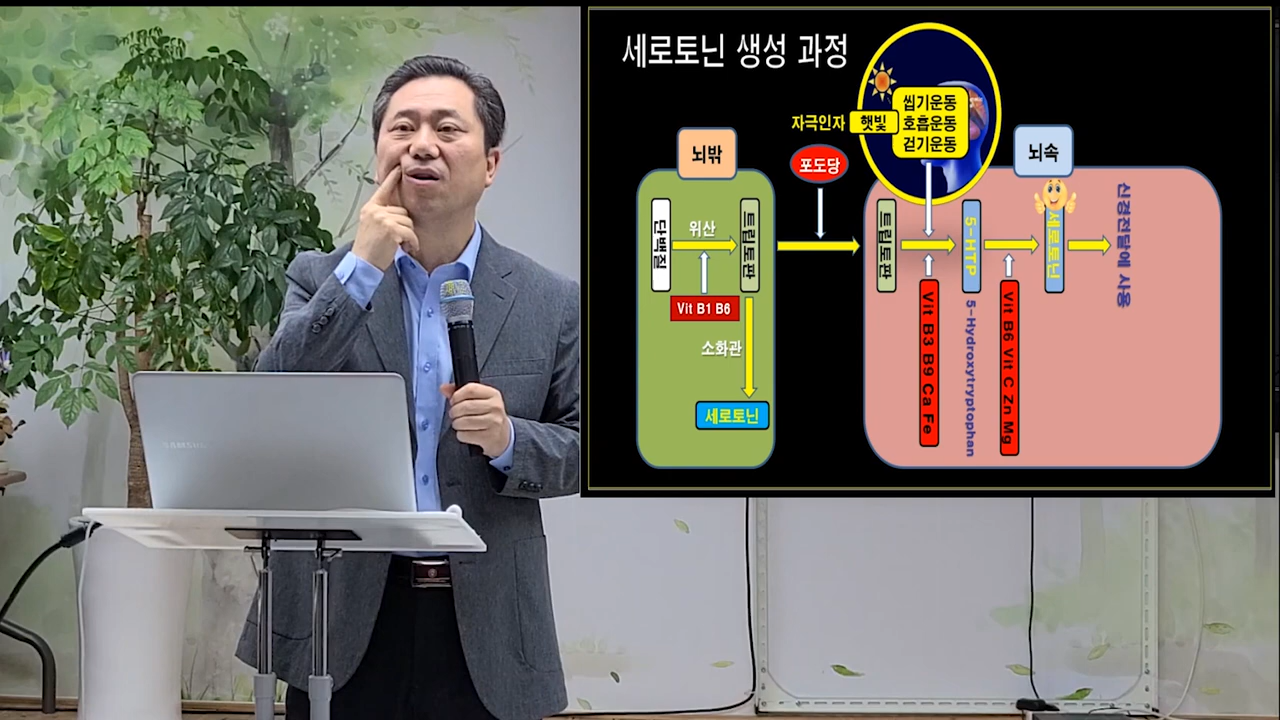 세로토닌 생성 과정
씹기운동
호흡운동
걷기운동
자극인자
햇빛
포도당
뇌밖
뇌속
단백질
위산
트립토판
Vit B1 B6
소화관
세로토닌
트립토판
5-HTP
5-Hydroxytryptophan
세로토닌
신경전달에 사용
Vit B3 B9 Ca Fe
Vit B6 Vit C Zn Mg
SAMSUNG